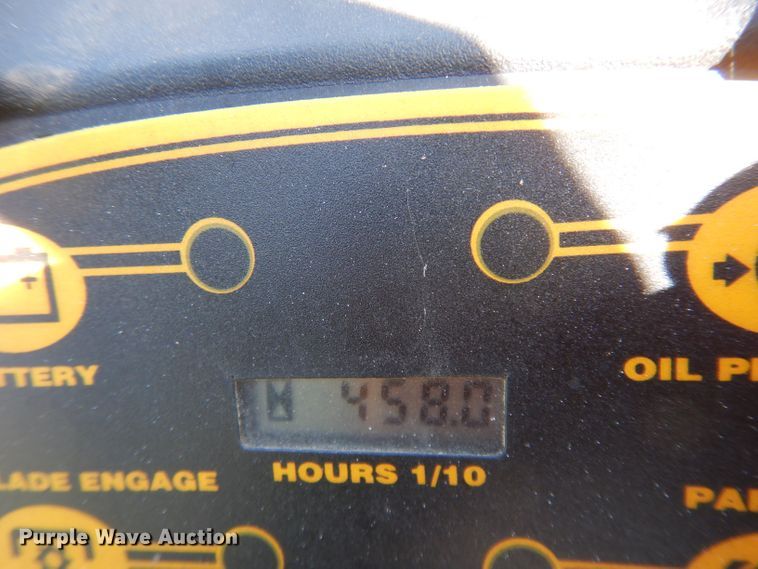 TTERY
OIL P
458.0
HOURS 1/10
LADE ENGAGE
PA
Purple Wave Auction